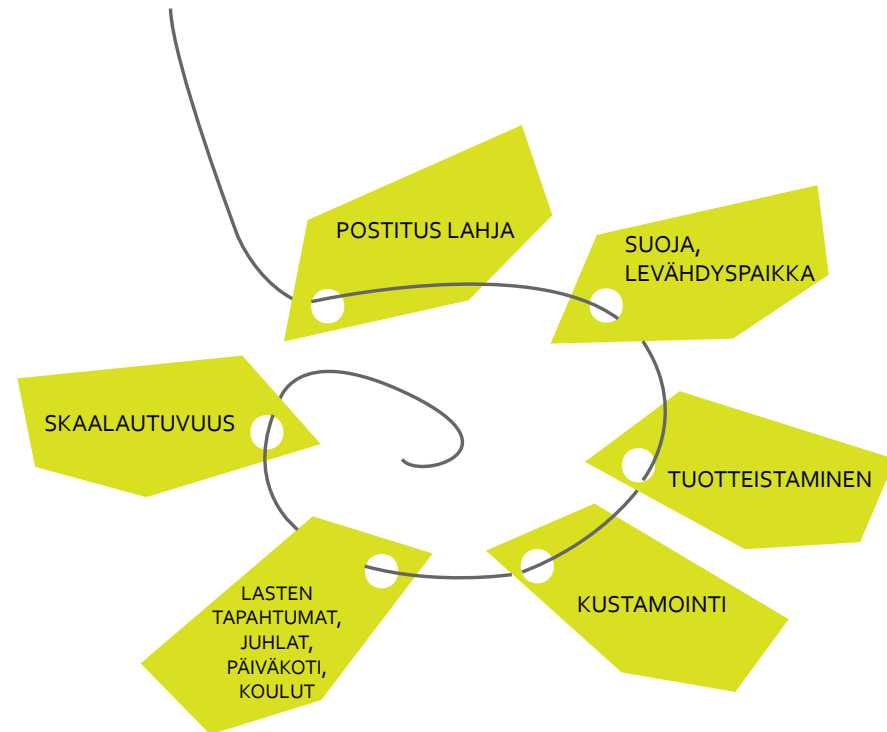 POSTITUS LAHJA
SUOJA,
LEVÄHDYSPAIKKA
SKAALAUTUVUUS
TUOTTEISTAMINEN
KUSTAMOINTI
LASTEN
TAPAHTUMAT,
JUHLAT,
PÄIVÄKOTI,
KOULUT